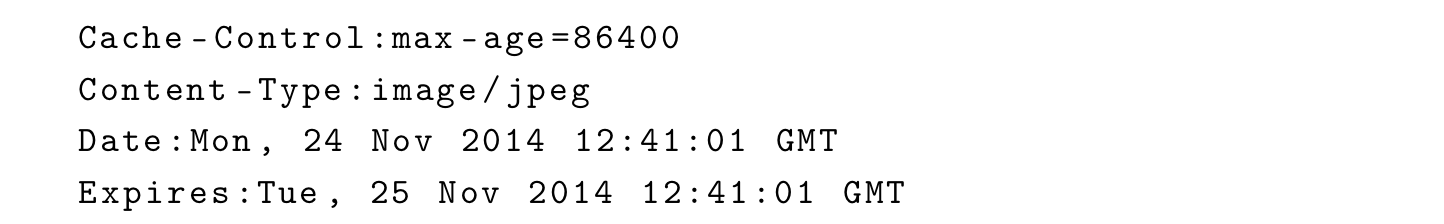 Cache-Control:max-age=86400
Content-Type:image/jpeg
Date:Mon, 24 Nov 2014 12:41:01 GMT
Expires:Tue, 25 Nov 2014 12:41:01 GMT